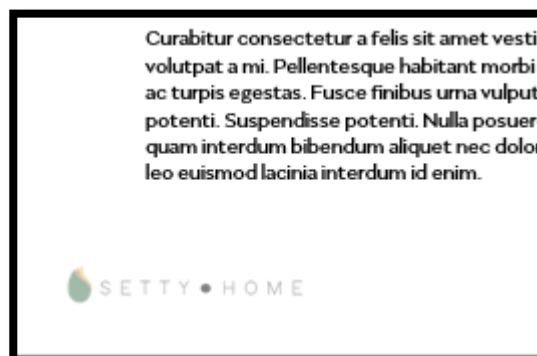 Curabitur consectetur a felis sit amet vesti
volutpat a mi. Pellentesque habitant morbi
ac turpis egestas. Fusce finibus urna vulput
potenti. Suspendisse potenti. Nulla posuer
quam interdum bibendum aliquet nec dolor
leo euismod lacinia interdum id enim.
SETTY • HOME